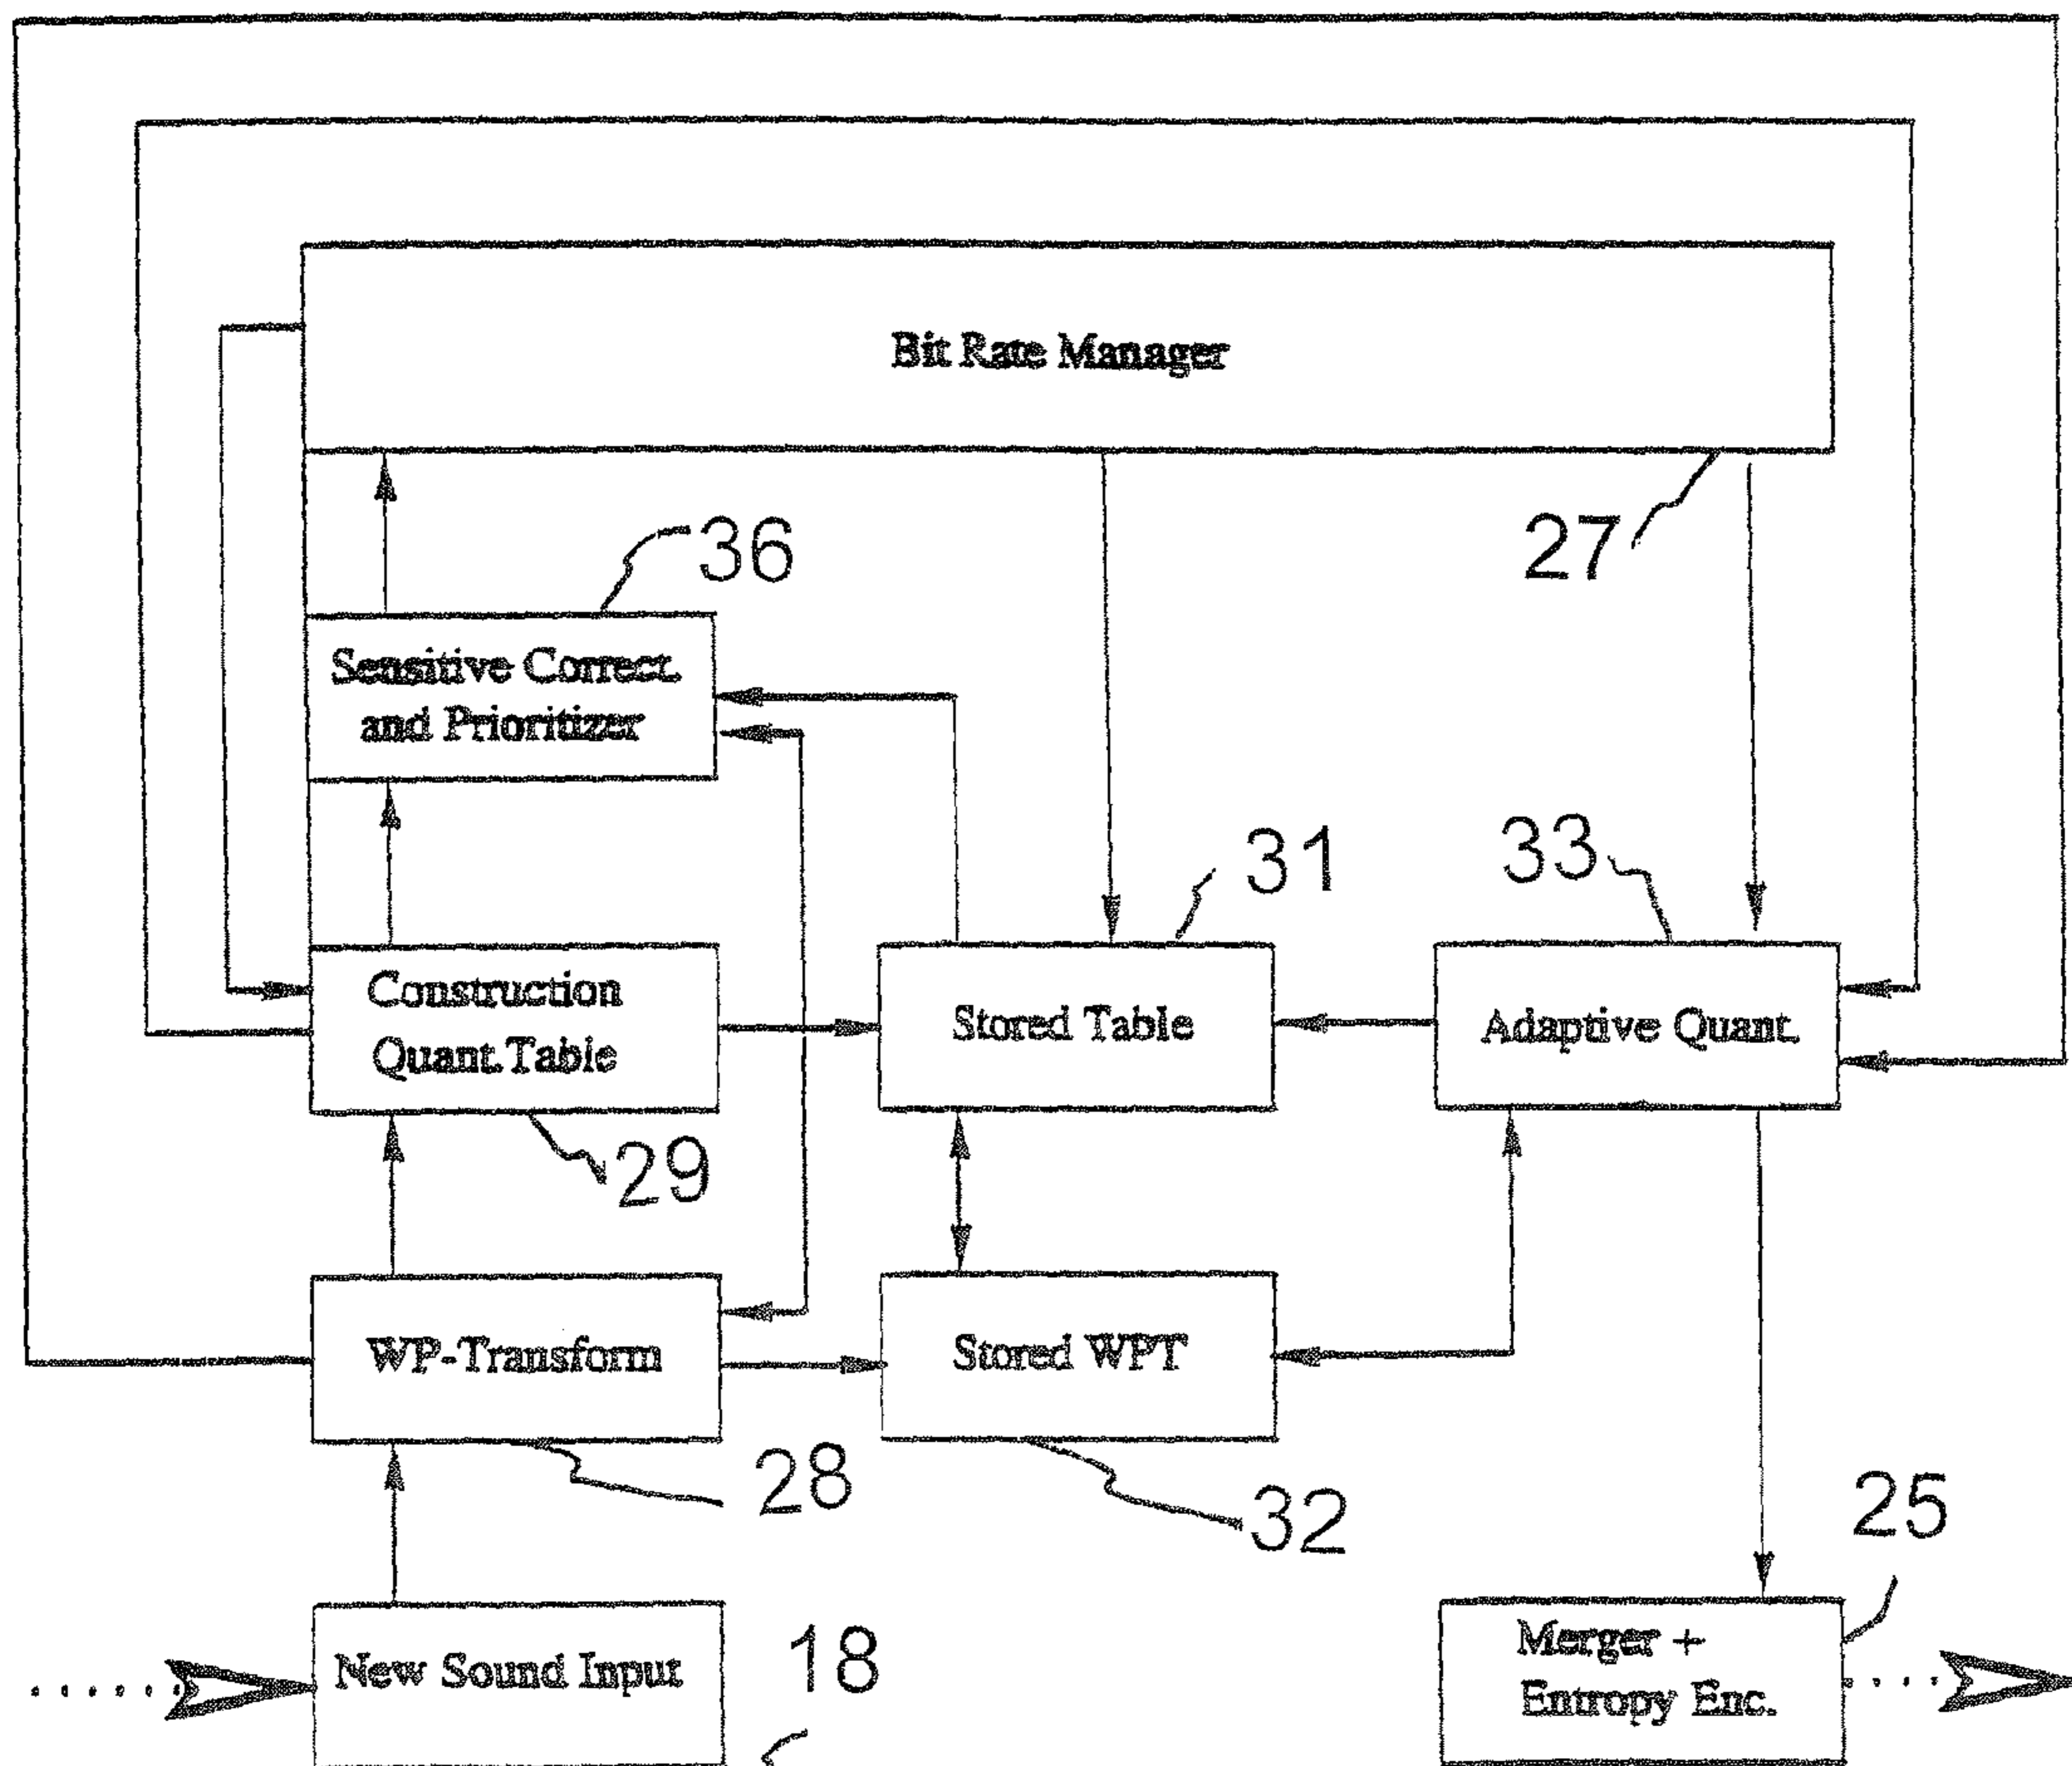 Bit Rate Manager
27
36
Sensitive Correct.
and Prioritizer
31
33
Construction
Quant. Table
Stored Table
Adaptive Quant.
29
WP-Transform
Stored WPT
28
32
25
New Sound Input
18
Merger +
Entropy Enc.